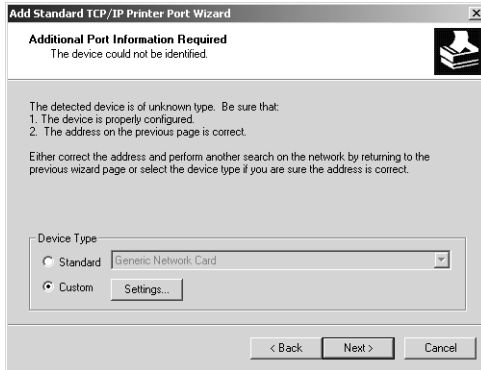 Add Standard TCP/IP Printer Port Wizard
Additional Port Information Required
The device could not be identified.
The detected device is of unknown type. Be sure that:
1. The device is properly configured.
2. The address on the previous page is correct.
Either correct the address and perform another search on the network by returning to the
previous wizard page or select the device type if you are sure the address is correct.
Device Type
Standard Generic Network Card
Custom Settings...
< Back Next > Cancel